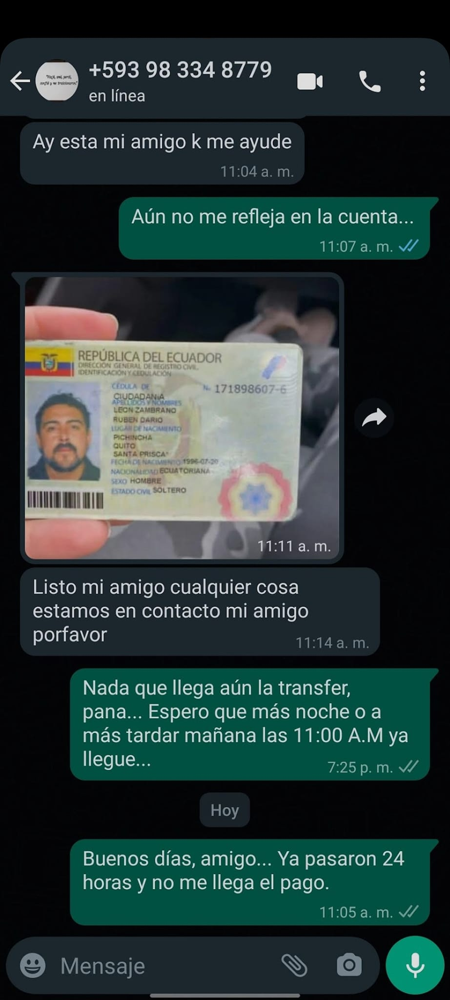 +593 98 334 8779
"Viajé, amé, perdí,
confié y me traicionaron."
en línea
Ay esta mi amigo k me ayude
11:04 a. m.
Aún no me refleja en la cuenta...
11:07 a. m.
REPÚBLICA DEL ECUADOR
DIRECCIÓN GENERAL DE REGISTRO CIVIL,
IDENTIFICACIÓN Y CEDULACIÓN
CÉDULA DE
N. 171898607-6
CIUDADANIA
APELLIDOS Y NOMBRES
LEON ZAMBRANO
RUBEN DARIO
LUGAR DE NACIMIENTO
PICHINCHA
QUITO
SANTA PRISCA
FECHA DE NACIMIENTO 1996-07-20
NACIONALIDAD ECUATORIANA
SEXO HOMBRE
ESTADO CIVIL SOLTERO
11:11 a. m.
Listo mi amigo cualquier cosa
estamos en contacto mi amigo
porfavor
11:14 a. m.
Nada que llega aún la transfer,
pana... Espero que más noche o a
más tardar mañana las 11:00 A.M ya
llegue...
7:25 p. m.
Hoy
Buenos días, amigo... Ya pasaron 24
horas y no me llega el pago.
11:05 a. m.
Mensaje